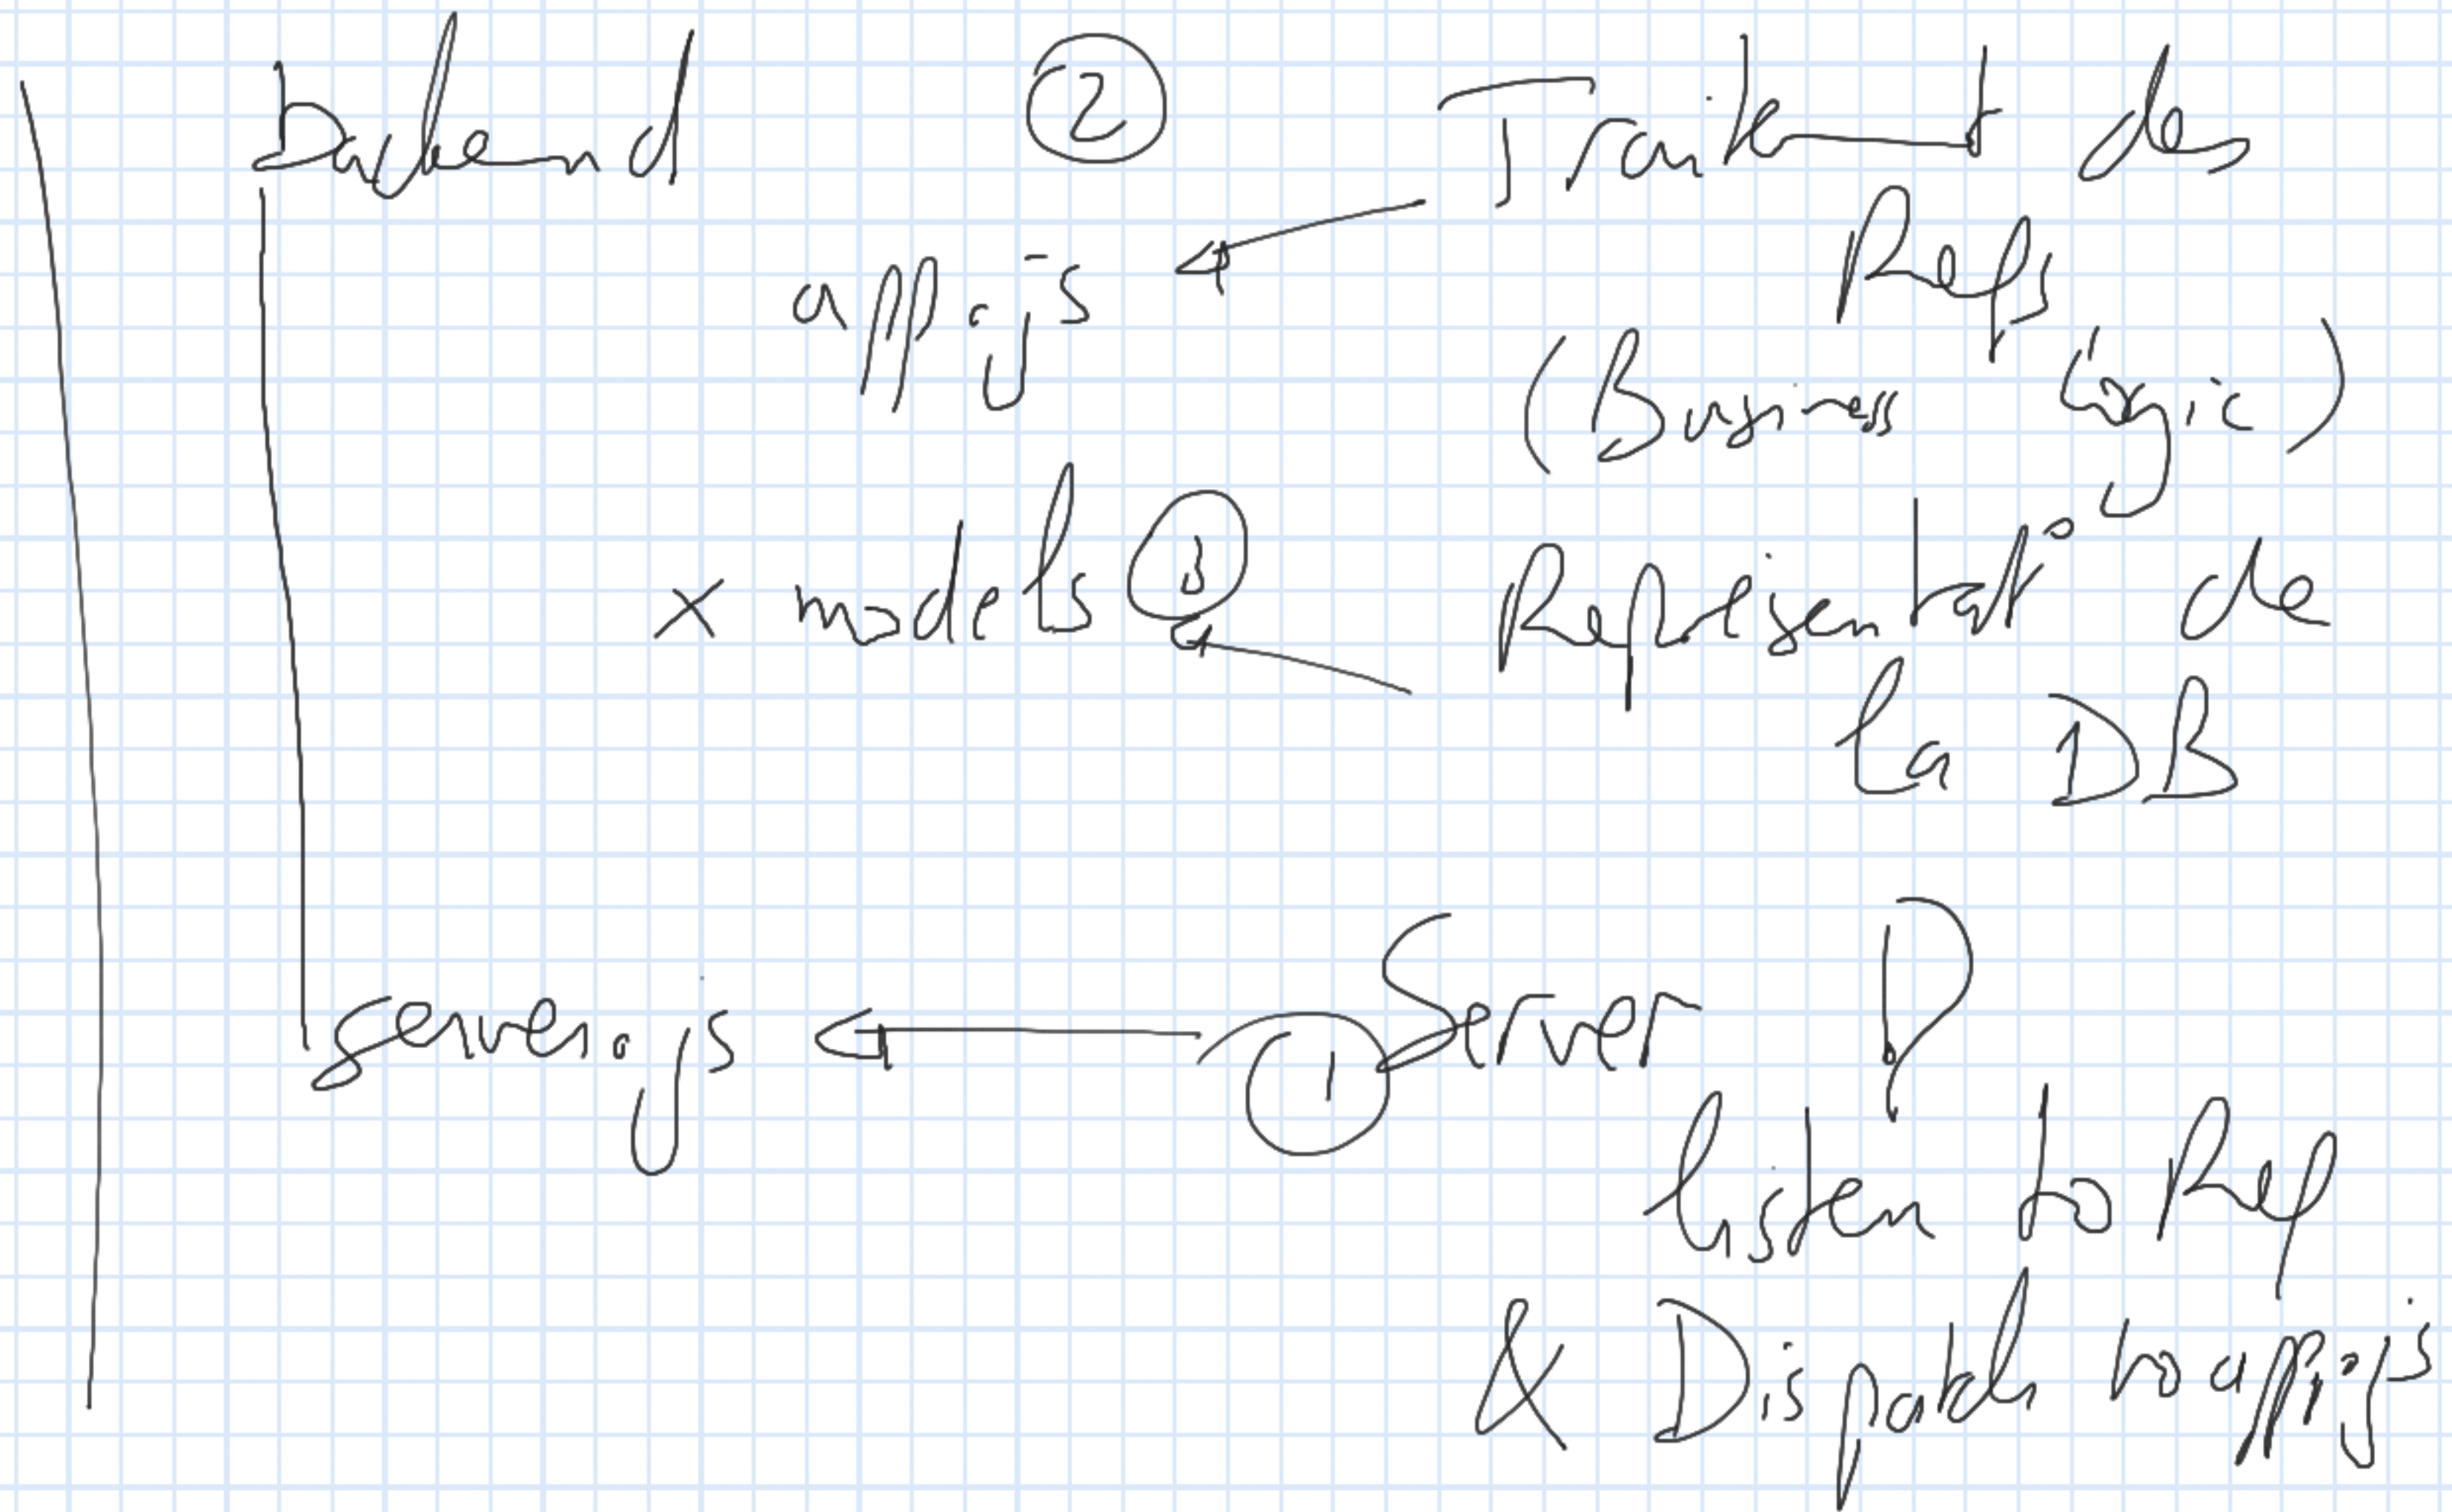 backend ② Traitement des
app.js Reqs
(Business logic)
x models ③ Représentat° de
la DB
server.js ① Server
listen to Req
& Dispatch to app.js